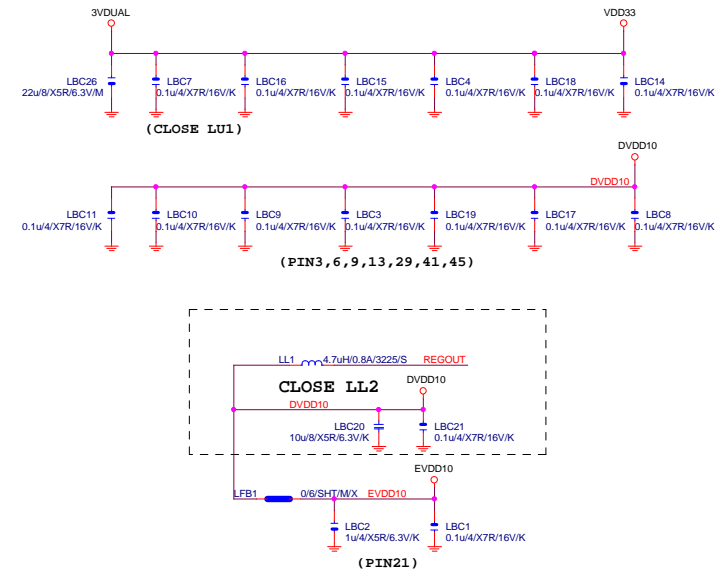 3VDUAL VDD33
LBC26 LBC7 LBC16 LBC15 LBC4 LBC18 LBC14
22u/8/X5R/6.3V/M 0.1u/4/X7R/16V/K 0.1u/4/X7R/16V/K 0.1u/4/X7R/16V/K 0.1u/4/X7R/16V/K 0.1u/4/X7R/16V/K 0.1u/4/X7R/16V/K
(CLOSE LU1)
DVDD10
DVDD10
LBC11 LBC10 LBC9 LBC3 LBC19 LBC17 LBC8
0.1u/4/X7R/16V/K 0.1u/4/X7R/16V/K 0.1u/4/X7R/16V/K 0.1u/4/X7R/16V/K 0.1u/4/X7R/16V/K 0.1u/4/X7R/16V/K 0.1u/4/X7R/16V/K
(PIN3,6,9,13,29,41,45)
LL1 4.7uH/0.8A/3225/S REGOUT
CLOSE LL2 DVDD10
DVDD10
LBC20 LBC21
10u/8/X5R/6.3V/K 0.1u/4/X7R/16V/K
EVDD10
LFB1 0/6/SHT/M/X EVDD10
LBC2 LBC1
1u/4/X5R/6.3V/K 0.1u/4/X7R/16V/K
(PIN21)